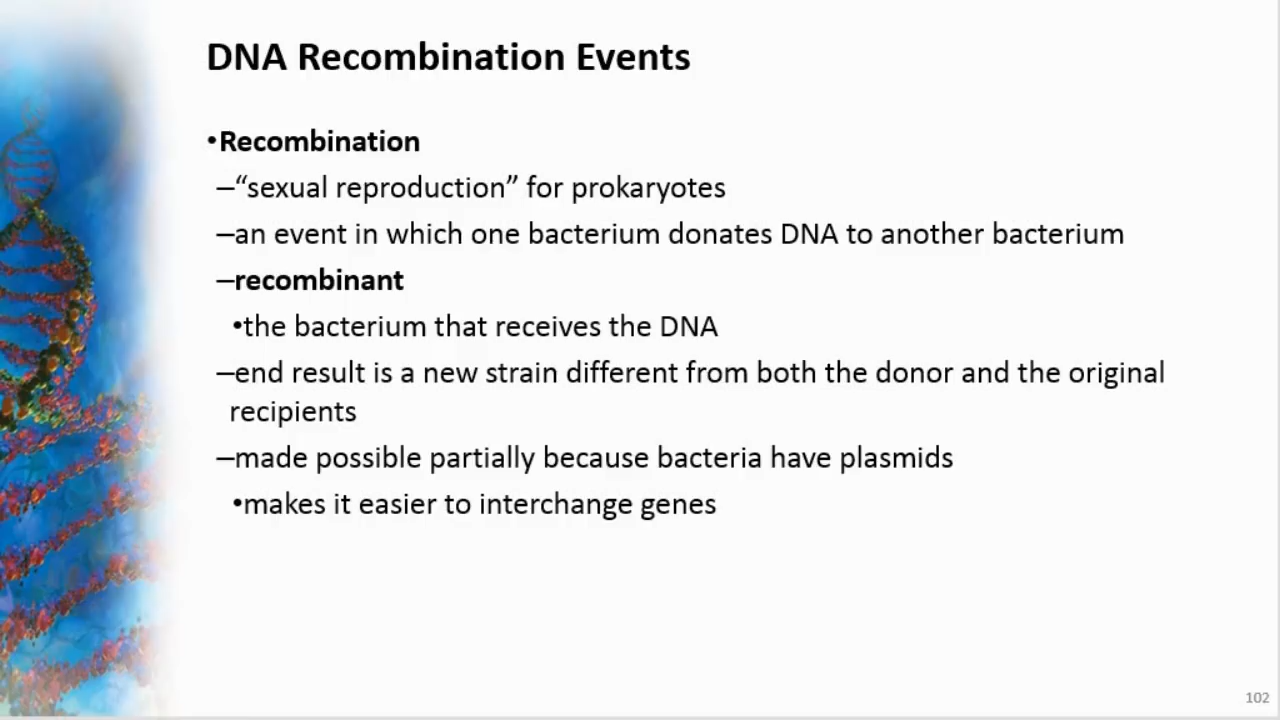 DNA Recombination Events
•Recombination
–“sexual reproduction” for prokaryotes
–an event in which one bacterium donates DNA to another bacterium
–recombinant
•the bacterium that receives the DNA
–end result is a new strain different from both the donor and the original
recipients
–made possible partially because bacteria have plasmids
•makes it easier to interchange genes
102